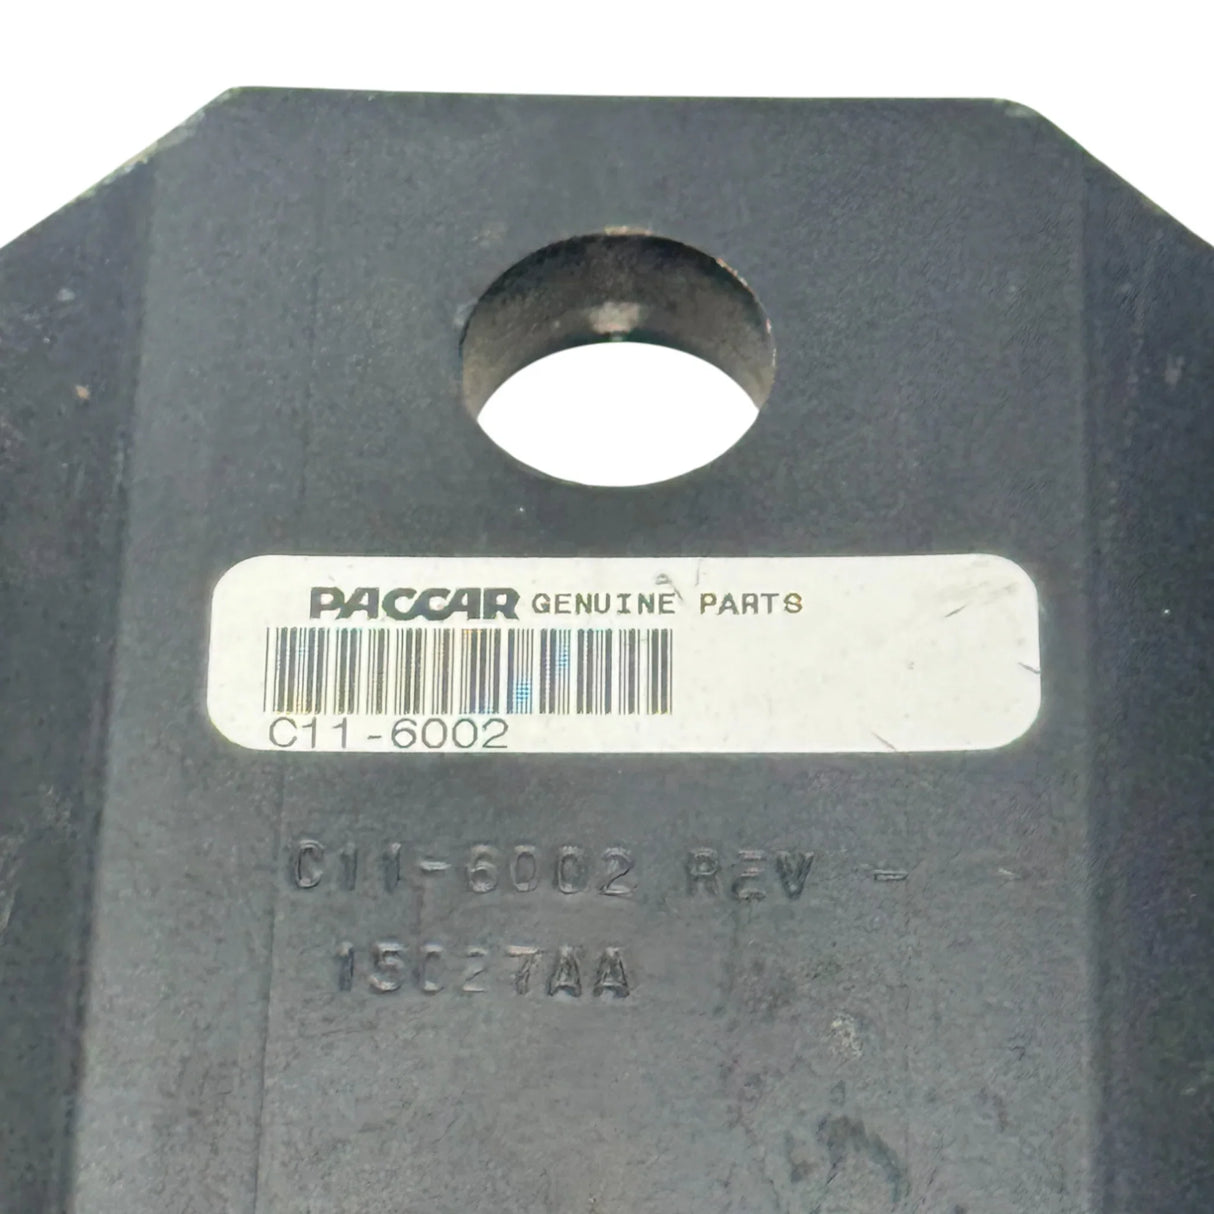 PACCAR GENUINE PARTS
C11-6002
C11-6002 REV -
15C27AA